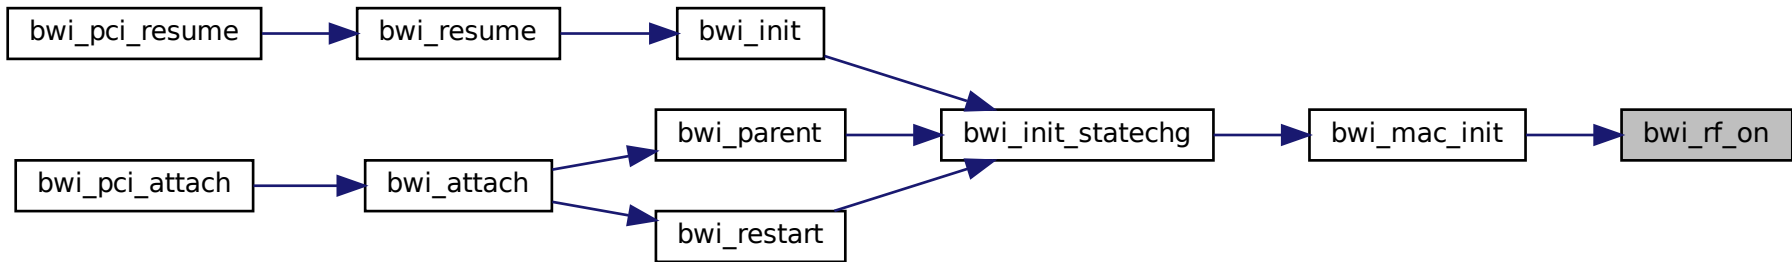 bwi_pci_resume
bwi_resume
bwi_init
bwi_parent
bwi_init_statechg
bwi_mac_init
bwi_rf_on
bwi_pci_attach
bwi_attach
bwi_restart